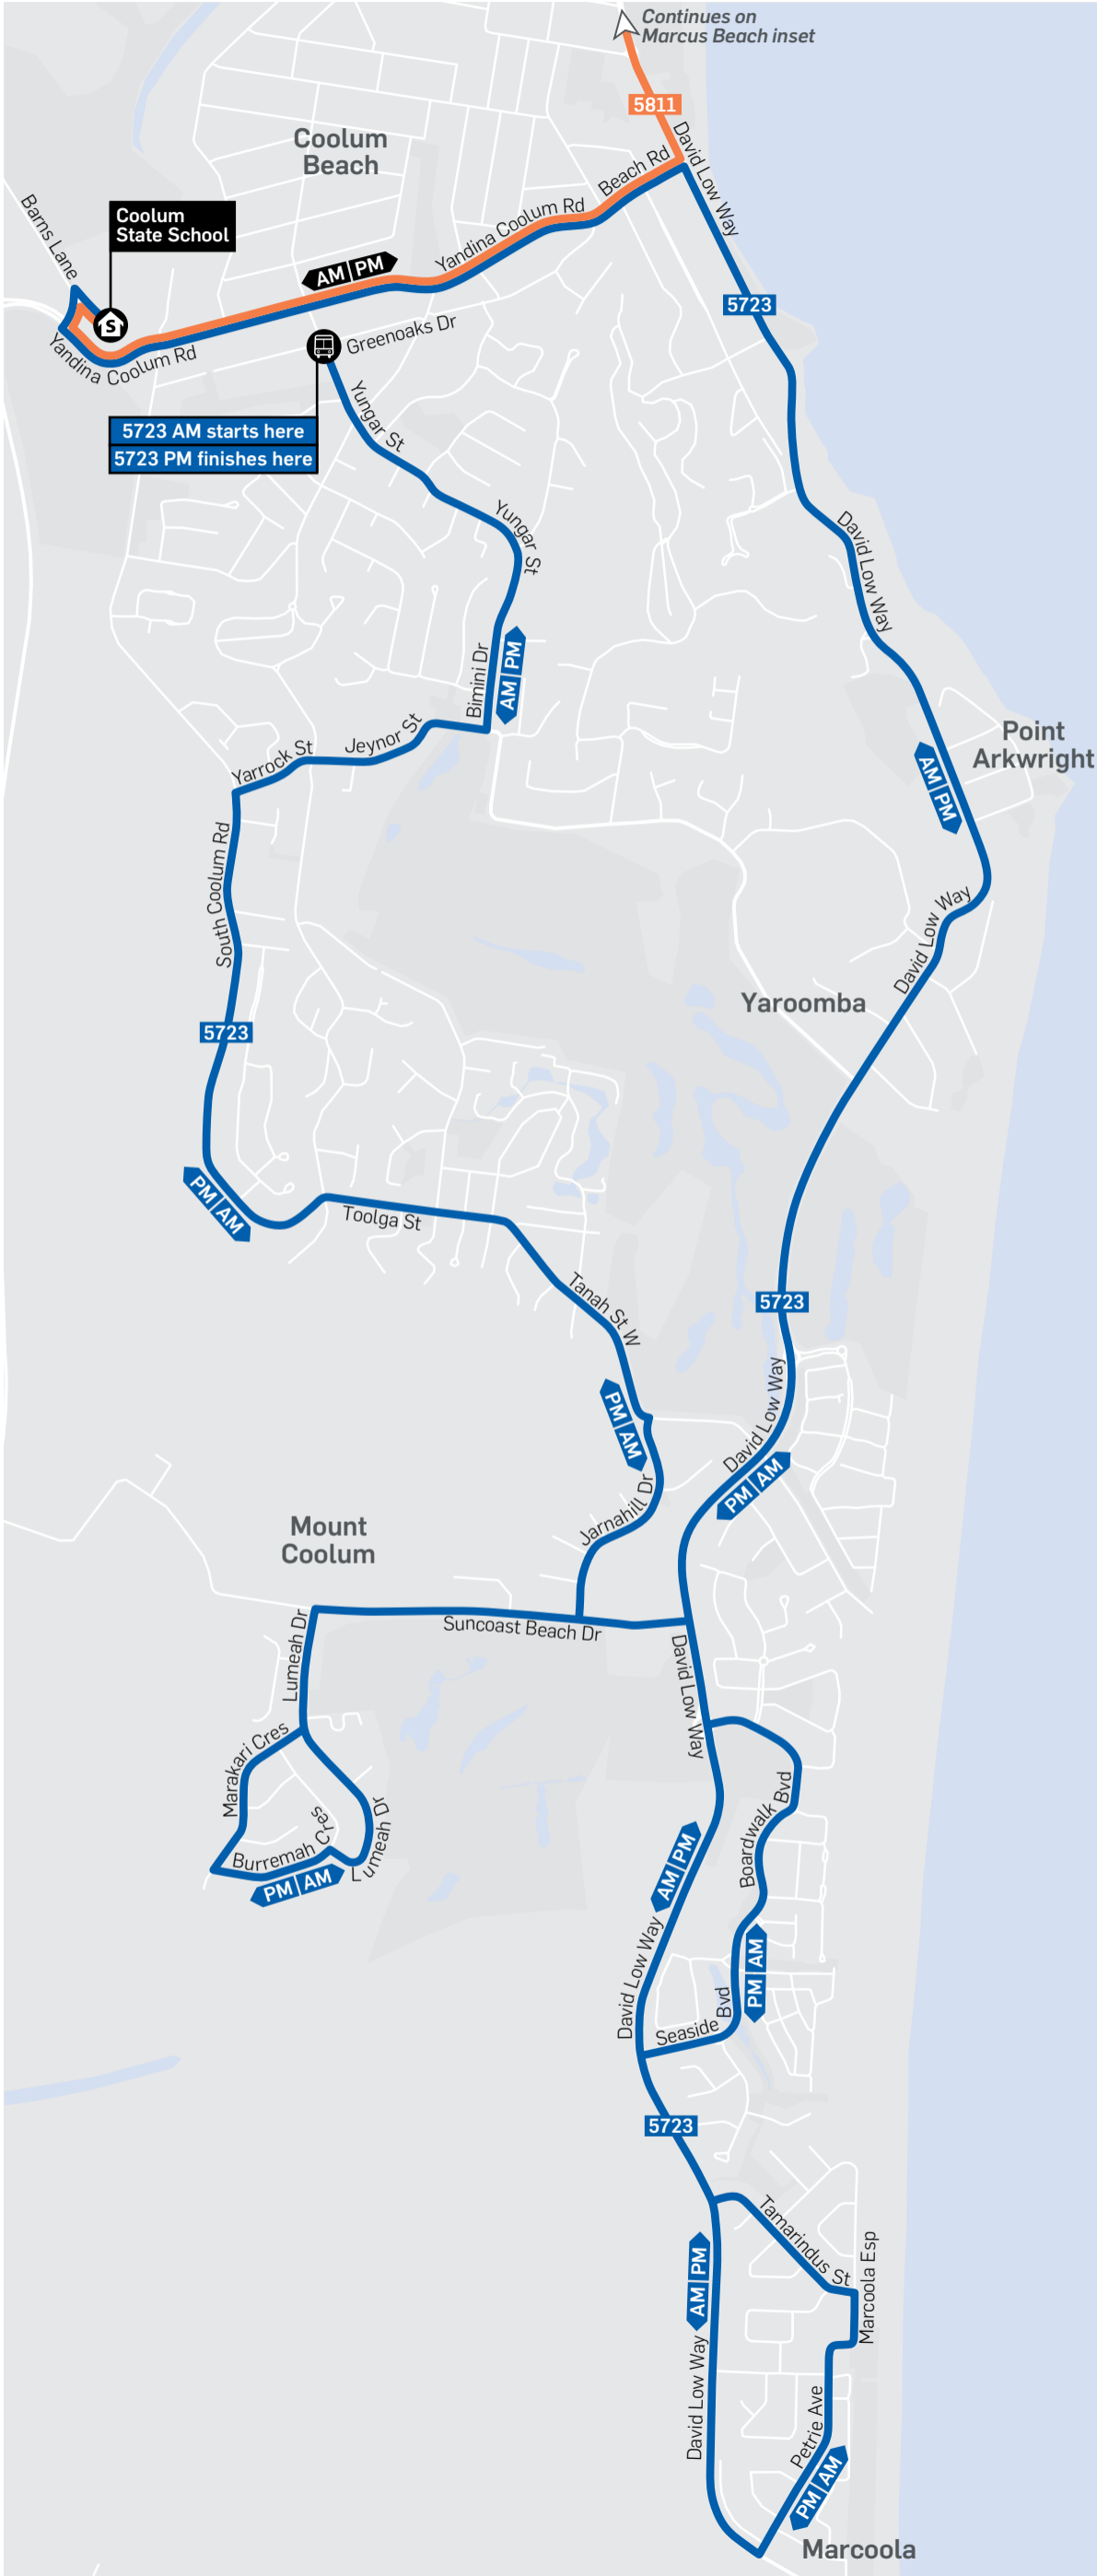 Continues on
Marcus Beach inset
5811
David Low Way
Coolum
Beach
Beach Rd
Yandina Coolum Rd
Barns Lane
Coolum
State School
AM PM
S
5723
Yandina Coolum Rd
Greenoaks Dr
5723 AM starts here
5723 PM finishes here
Yungar St
Yungar St
David Low Way
Bimini Dr
AM PM
Jeynor St
Yarrock St
Point
Arkwright
AM PM
South Coolum Rd
David Low Way
Yaroomba
5723
PM AM
Toolga St
Tanah St W
5723
David Low Way
PM AM
PM AM
Jarnahill Dr
Mount
Coolum
Suncoast Beach Dr
Lumeah Dr
David Low Way
Marakari Cres
Burremah Cres
Lumeah Dr
PM AM
Boardwalk Bvd
AM PM
David Low Way
PM AM
Seaside Bvd
5723
Tamarindus St
Marcoola Esp
AM PM
David Low Way
Petrie Ave
PM AM
Marcoola